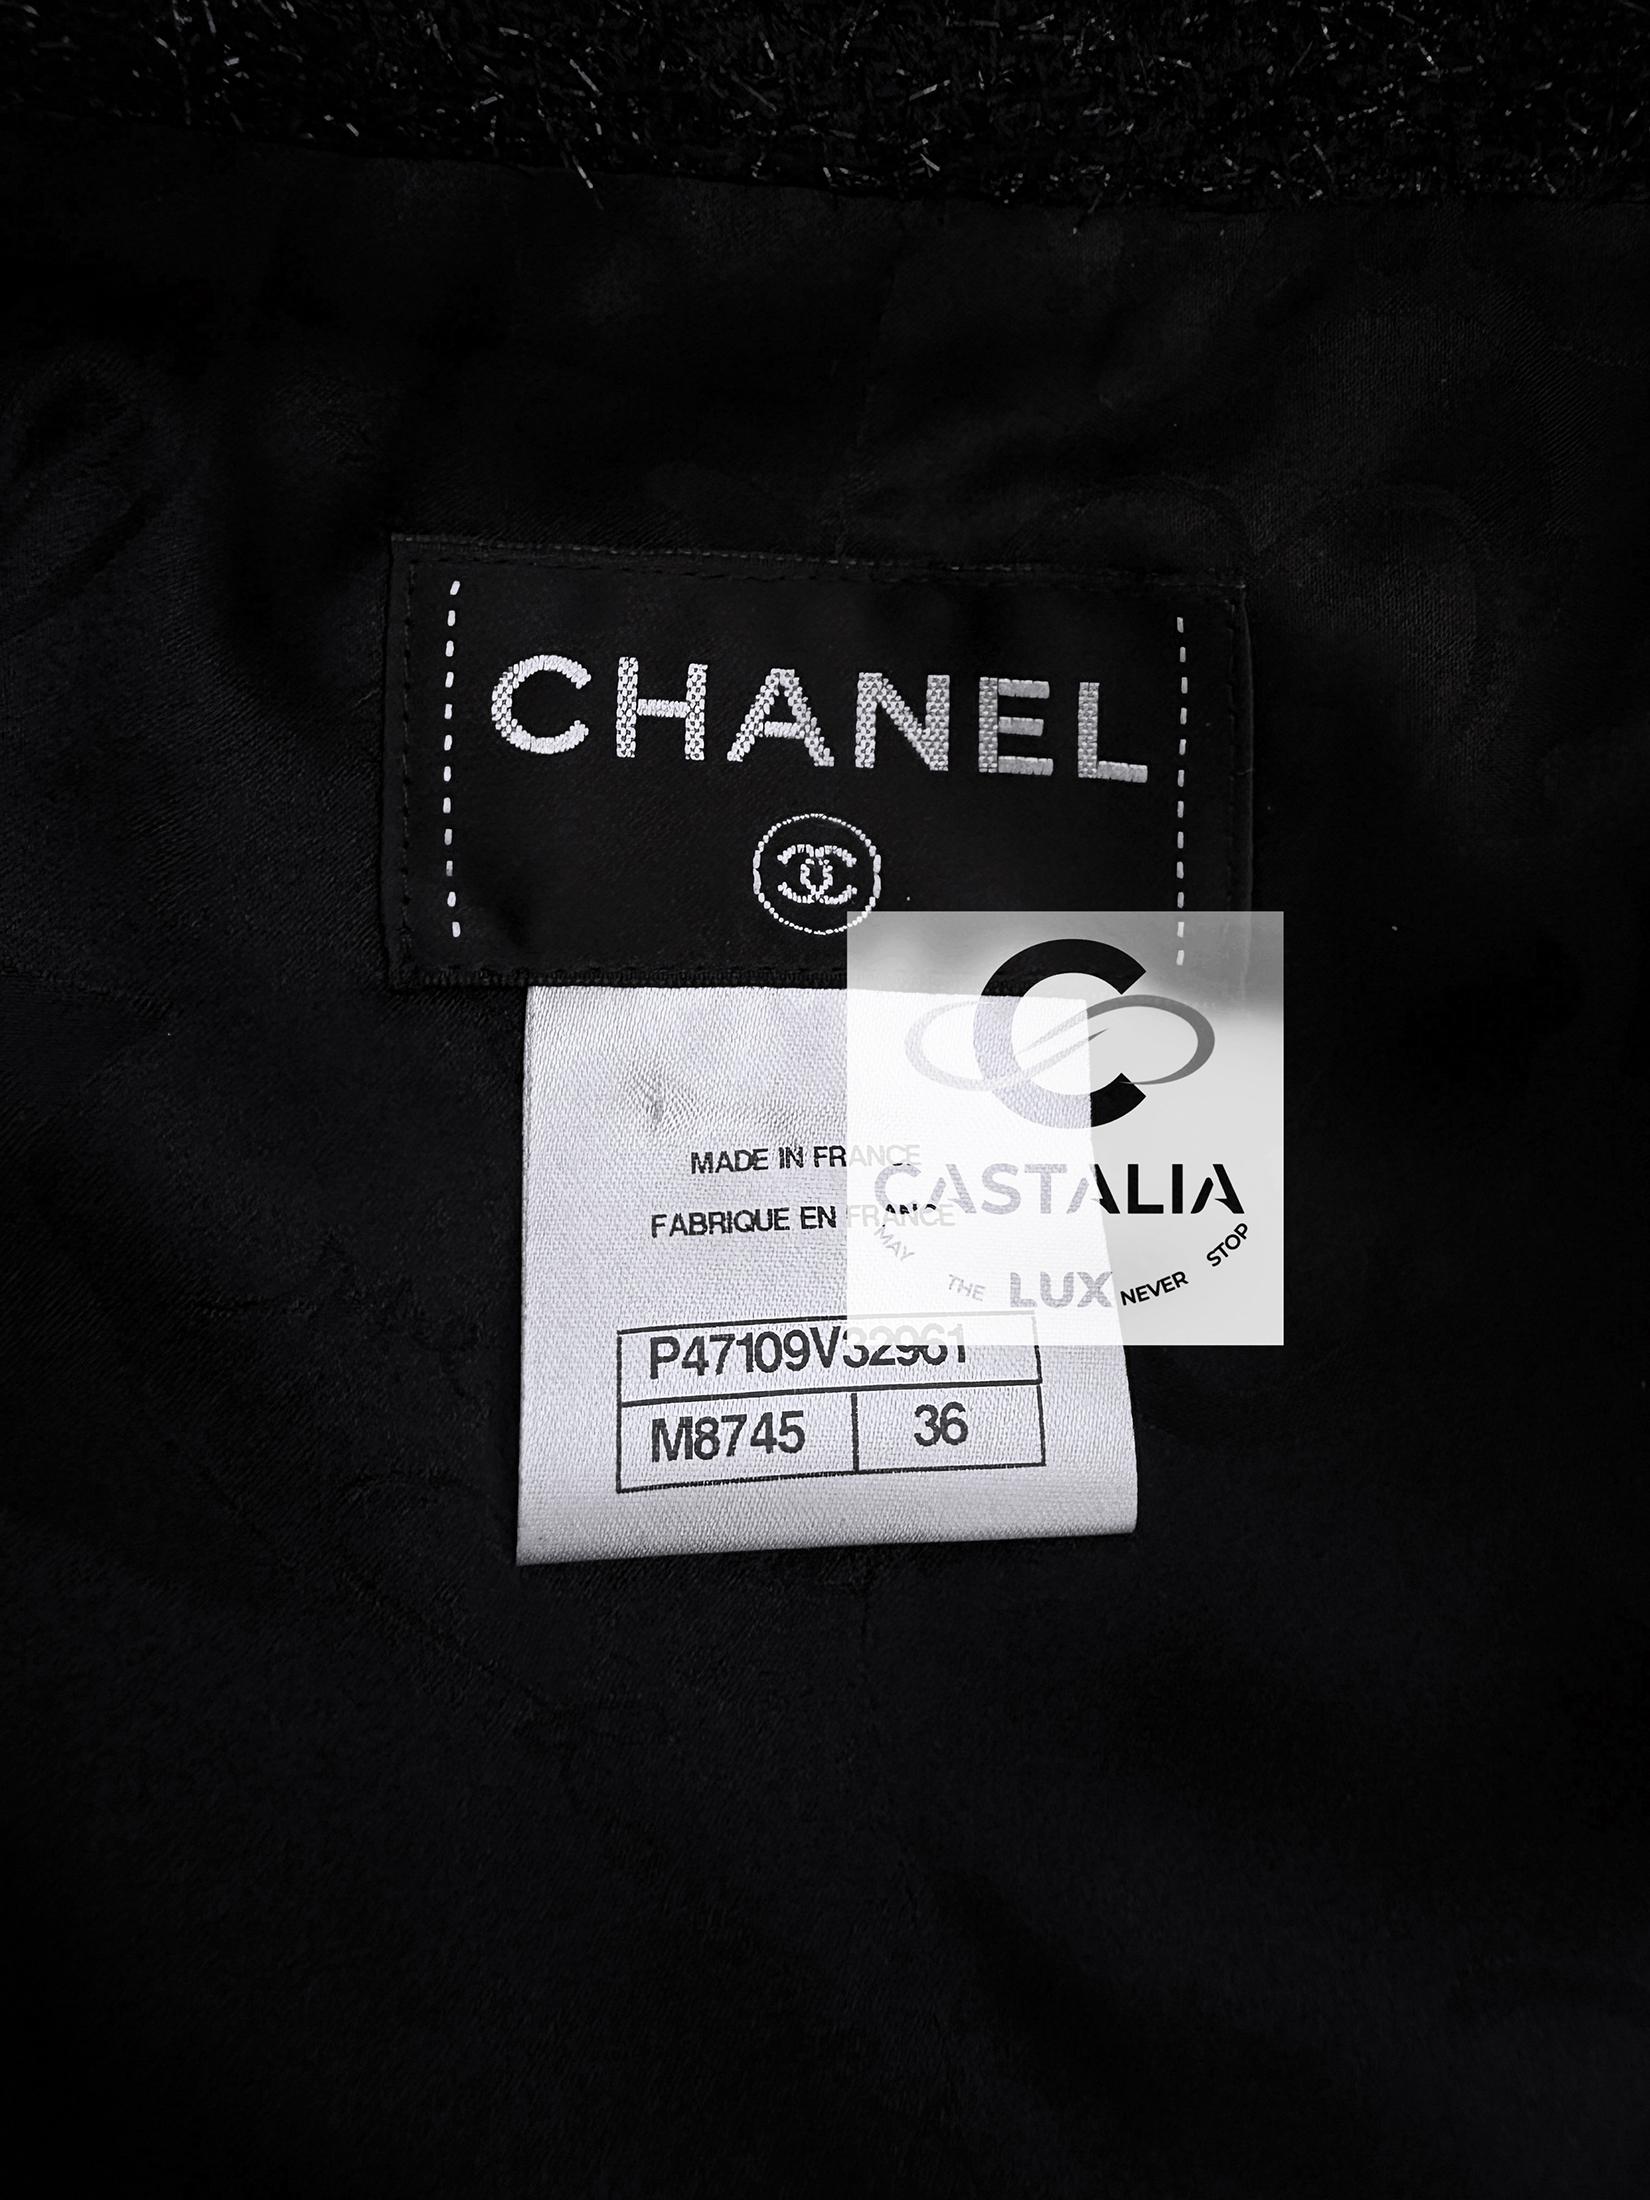 CHANEL
MADE IN FRANCE
FABRIQUE EN FRANCE
P47109V32961
M8745 36
CASTALIA
MAY THE LUX NEVER STOP